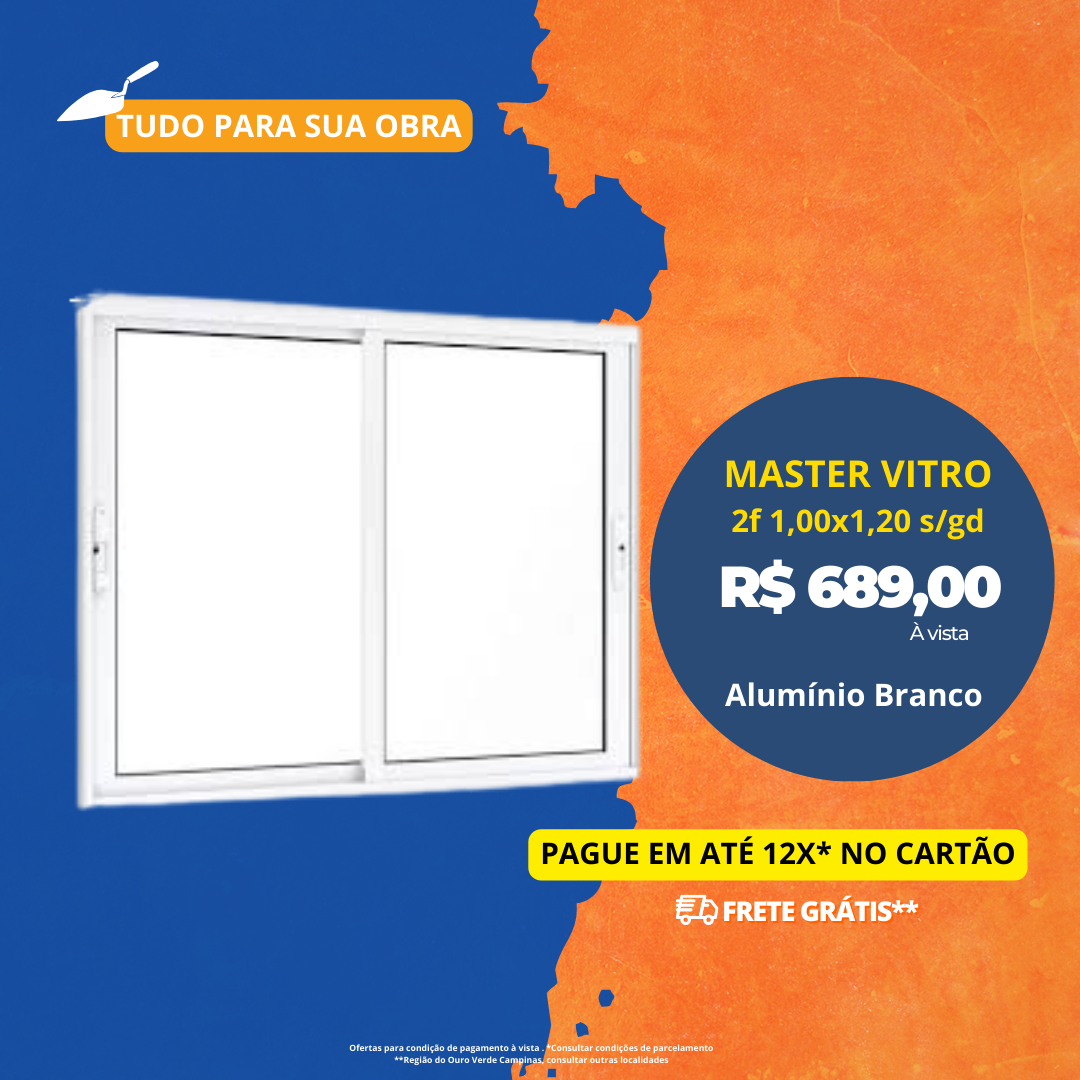 TUDO PARA SUA OBRA
MASTER VITRO
2f 1,00x1,20 s/gd
R$ 689,00
À vista
Alumínio Branco
PAGUE EM ATÉ 12X* NO CARTÃO
FRETE GRÁTIS**
Ofertas para condição de pagamento à vista . *Consultar condições de parcelamento
**Região do Ouro Verde Campinas, consultar outras localidades